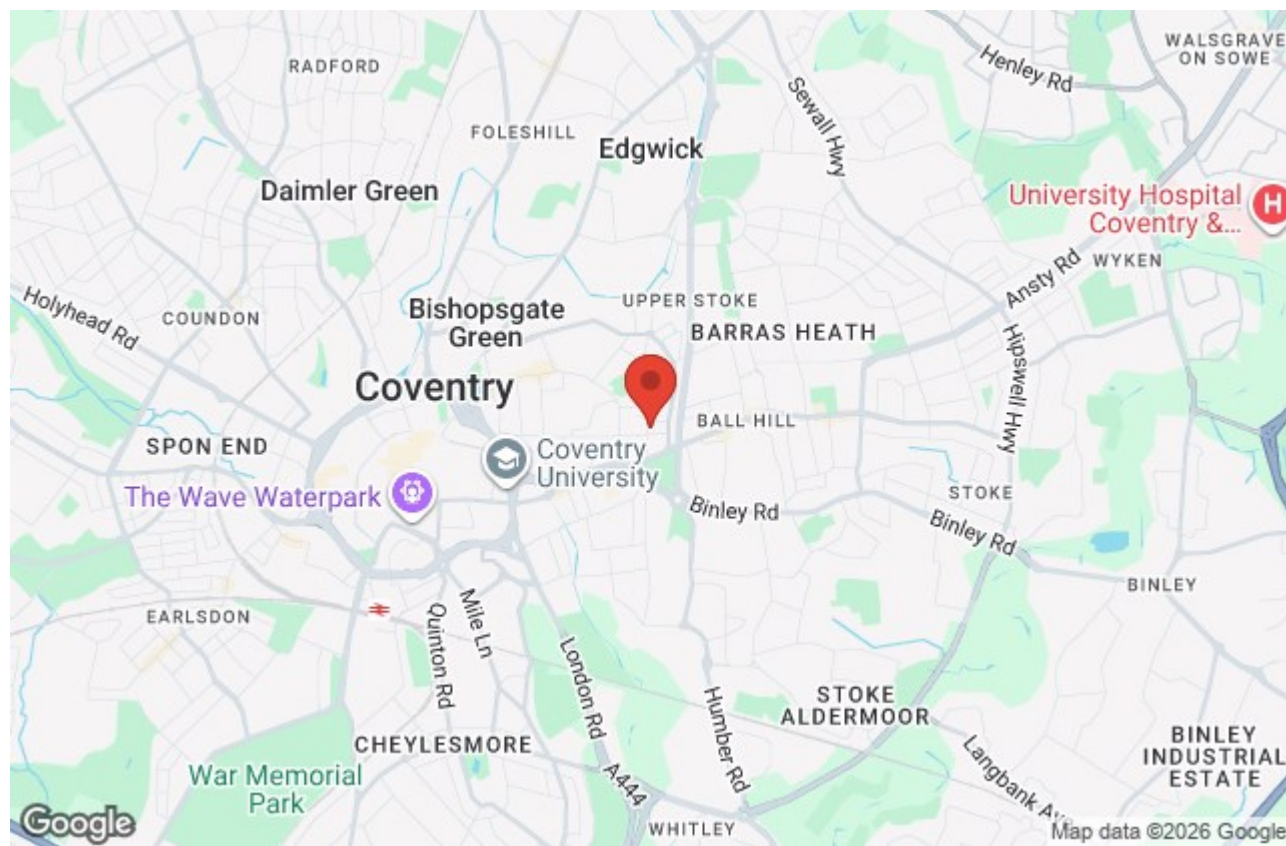 WALSGRAVE
ON SOWE
RADFORD
Henley Rd
Sewall Hwy
FOLESHILL
Edgwick
Daimler Green
University Hospital
Coventry &...
H
WYKEN
Ansty Rd
Holyhead Rd
COUNDON
Bishopsgate
Green
UPPER STOKE
BARRAS HEATH
Hipswell Hwy
Coventry
BALL HILL
SPON END
Coventry
University
The Wave Waterpark
STOKE
Binley Rd
Binley Rd
BINLEY
EARLSDON
Mile Ln
Quinton Rd
London Rd
STOKE
ALDERMOOR
Humber Rd
CHEYLESMORE
Langbank Ave
BINLEY
INDUSTRIAL
ESTATE
War Memorial
Park
A444
WHITLEY
Google
Map data ©2026 Google